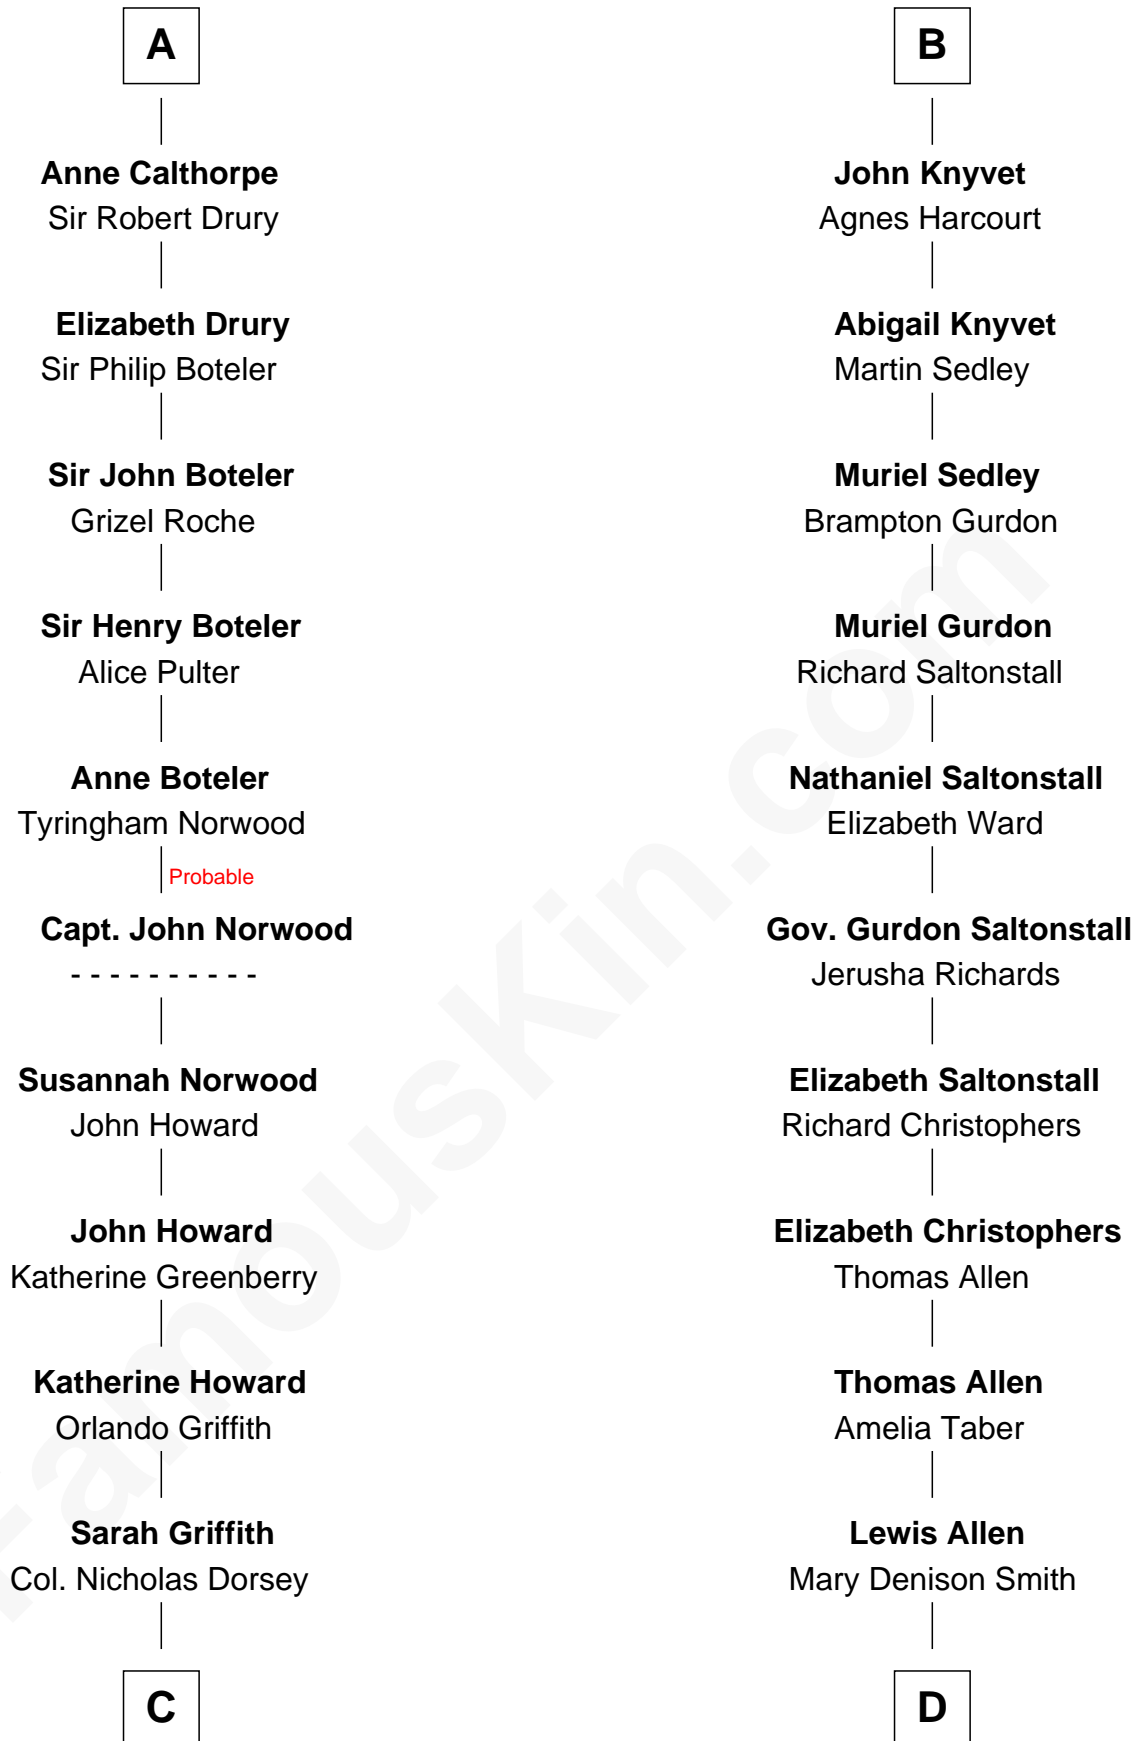 A
Anne Calthorpe
Sir Robert Drury
Elizabeth Drury
Sir Philip Boteler
Sir John Boteler
Grizel Roche
Sir Henry Boteler
Alice Pulter
Anne Boteler
Tyringham Norwood
Probable
Capt. John Norwood
- - - - - - - - - -
Susannah Norwood
John Howard
John Howard
Katherine Greenberry
Katherine Howard
Orlando Griffith
Sarah Griffith
Col. Nicholas Dorsey
C
B
John Knyvet
Agnes Harcourt
Abigail Knyvet
Martin Sedley
Muriel Sedley
Brampton Gurdon
Muriel Gurdon
Richard Saltonstall
Nathaniel Saltonstall
Elizabeth Ward
Gov. Gurdon Saltonstall
Jerusha Richards
Elizabeth Saltonstall
Richard Christophers
Elizabeth Christophers
Thomas Allen
Thomas Allen
Amelia Taber
Lewis Allen
Mary Denison Smith
D
FamousKin.com